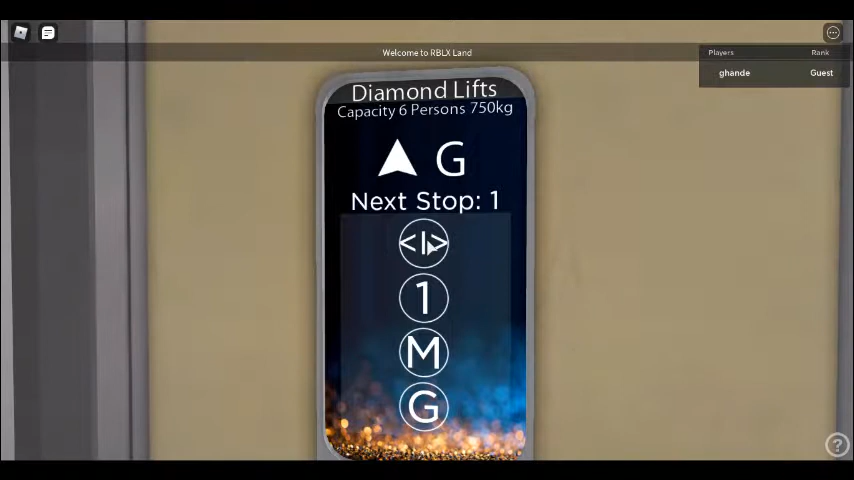 Welcome to RBLX Land
Players Rank
ghande Guest
Diamond Lifts
Capacity 6 Persons 750kg
G
Next Stop: 1
<|>
1
M
G
?